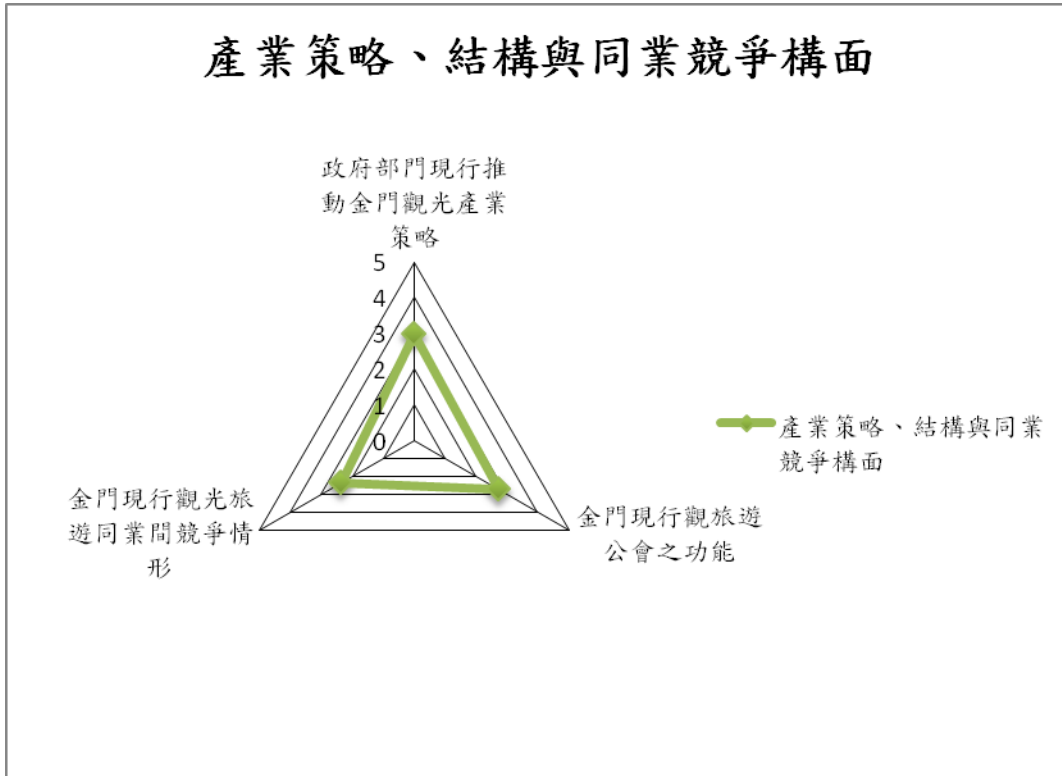 產業策略、結構與同業競爭構面
政府部門現行推
動金門觀光產業
策略
5
4
3
2
1
0
產業策略、結構與同業
競爭構面
金門現行觀光旅
遊同業間競爭情
形
金門現行觀旅遊
公會之功能